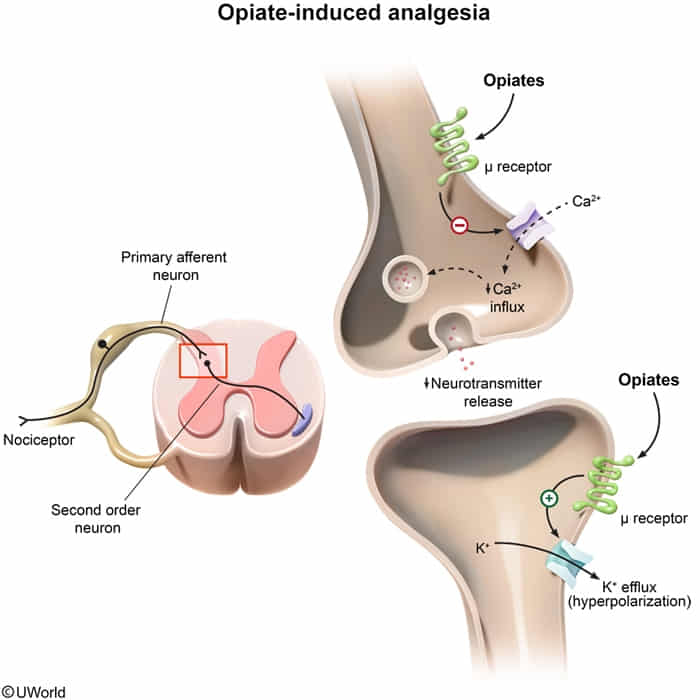 Opiate-induced analgesia
Opiates
μ receptor
Ca²⁺
Ca²⁺
influx
Neurotransmitter
release
Primary afferent
neuron
Nociceptor
Second order
neuron
Opiates
μ receptor
K⁺
K⁺ efflux
(hyperpolarization)
©UWorld